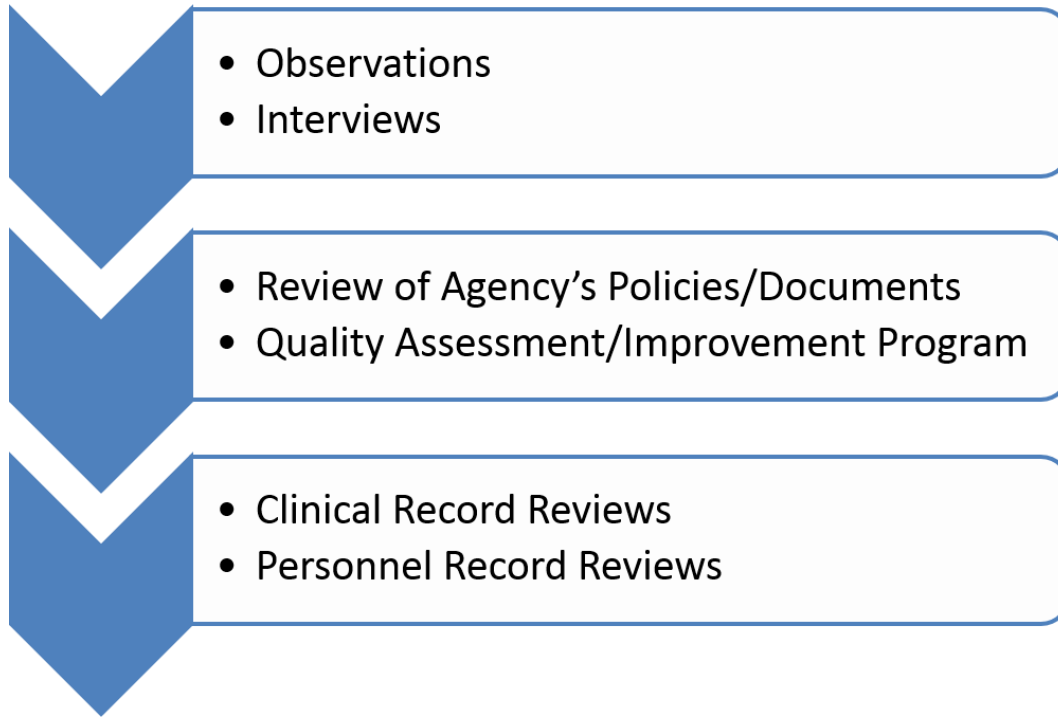 • Observations
• Interviews
• Review of Agency’s Policies/Documents
• Quality Assessment/Improvement Program
• Clinical Record Reviews
• Personnel Record Reviews